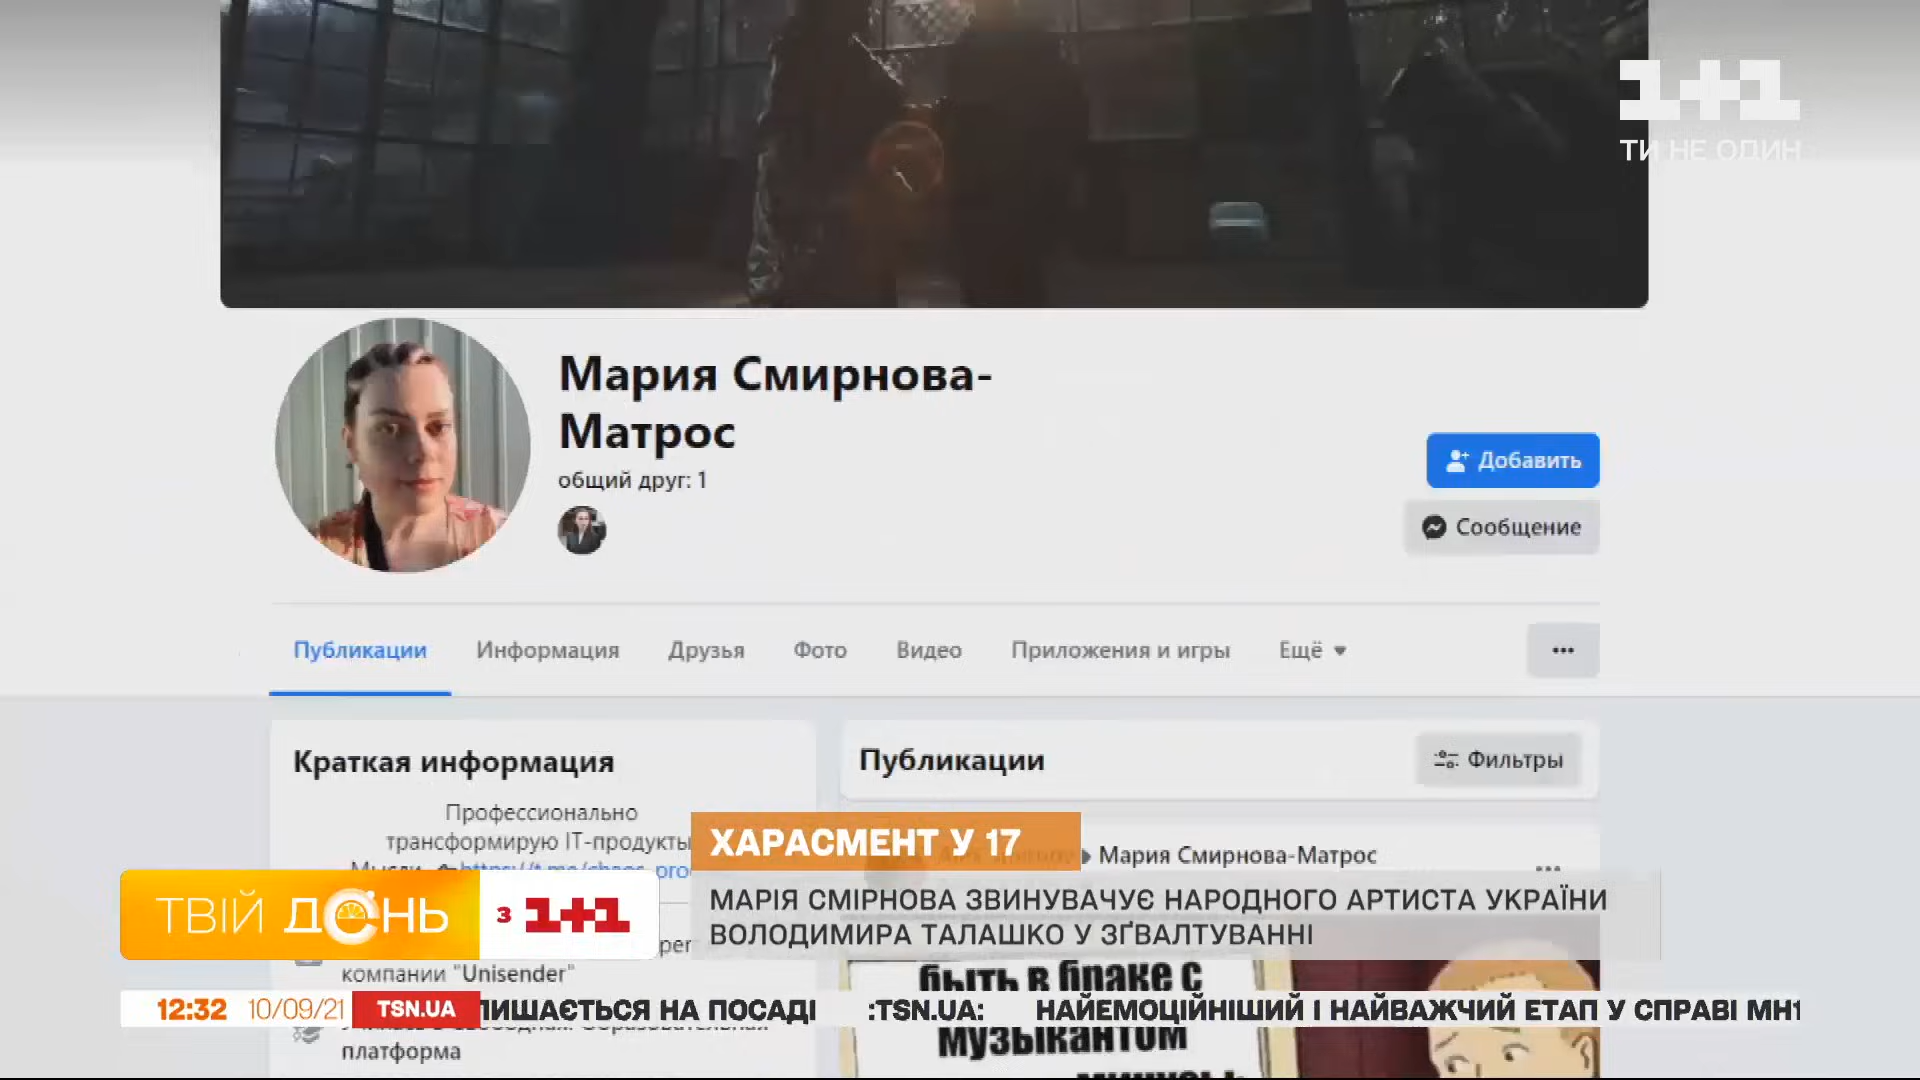 1+1
ТИ НЕ ОДИН
Мария Смирнова-
Матрос
общий друг: 1
Добавить
Сообщение
Публикации Информация Друзья Фото Видео Приложения и игры Ещё
Краткая информация
Профессионально
трансформирую IT-продукты
Публикации
Фильтры
Мария Смирнова-Матрос
ХАРАСМЕНТ У 17
МАРІЯ СМІРНОВА ЗВИНУВАЧУЄ НАРОДНОГО АРТИСТА УКРАЇНИ
ВОЛОДИМИРА ТАЛАШКО У ЗҐВАЛТУВАННІ
ТВІЙ ДЕНЬ З 1+1
компании "Unisender"
быть в браке с
12:32 10/09/21 TSN.UA ЛИШАЄТЬСЯ НА ПОСАДІ :TSN.UA: НАЙЕМОЦІЙНІШИЙ І НАЙВАЖЧИЙ ЕТАП У СПРАВІ
музыкантом
платформа